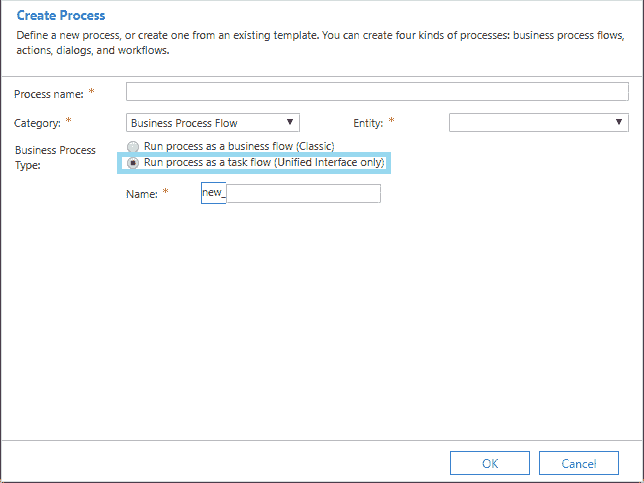 Create Process
Define a new process, or create one from an existing template. You can create four kinds of processes: business process flows,
actions, dialogs, and workflows.
Process name: *
Category: * Business Process Flow Entity: *
Business Process Run process as a business flow (Classic)
Type: Run process as a task flow (Unified Interface only)
Name: * new_
OK Cancel